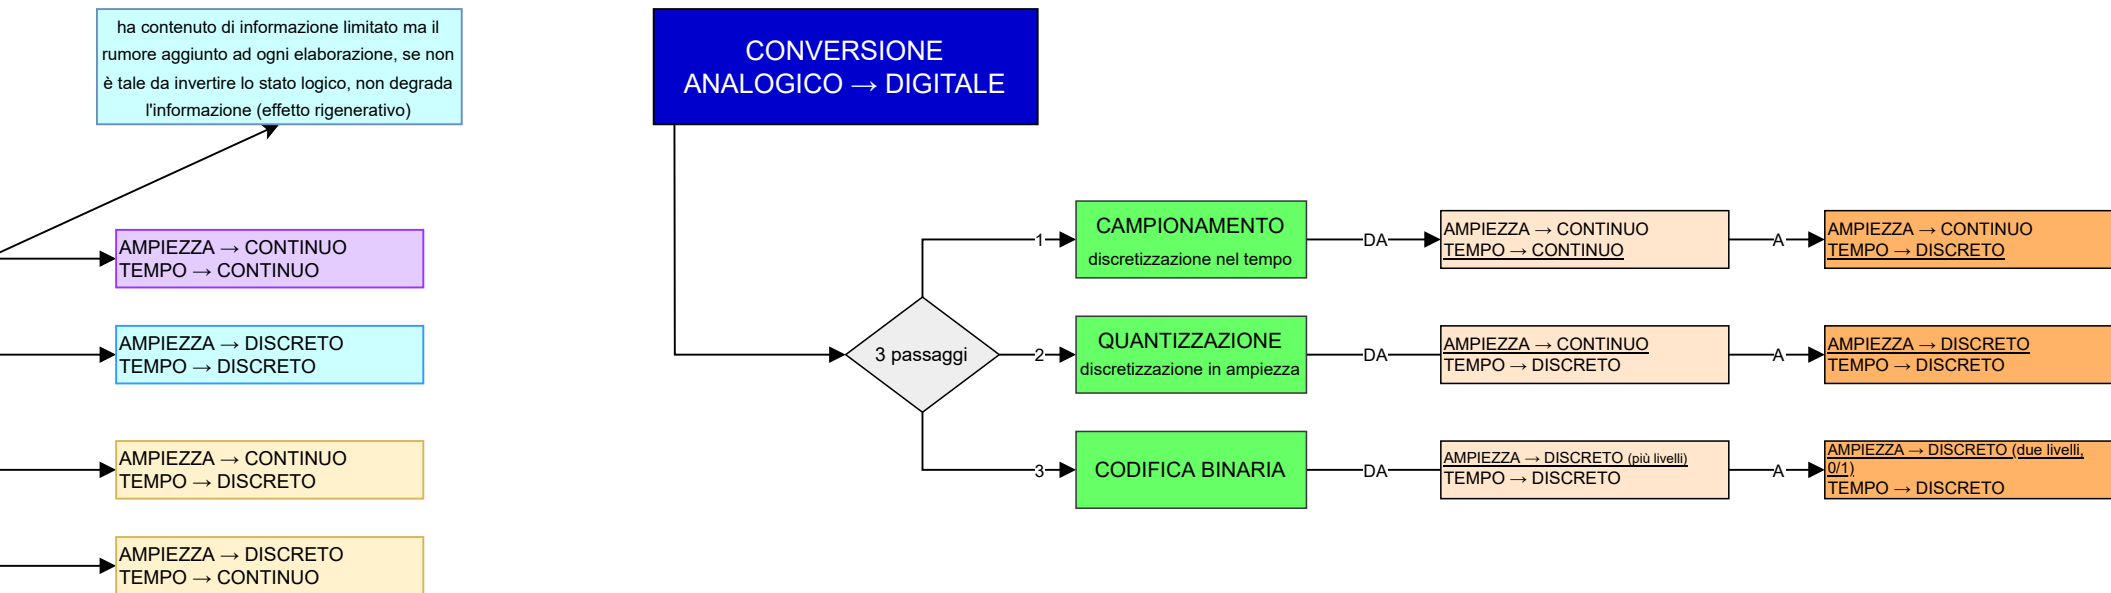 ha contenuto di informazione limitato ma il
rumore aggiunto ad ogni elaborazione, se non
è tale da invertire lo stato logico, non degrada
l'informazione (effetto rigenerativo)
AMPIEZZA → CONTINUO
TEMPO → CONTINUO
AMPIEZZA → DISCRETO
TEMPO → DISCRETO
AMPIEZZA → CONTINUO
TEMPO → DISCRETO
AMPIEZZA → DISCRETO
TEMPO → CONTINUO
CONVERSIONE
ANALOGICO → DIGITALE
3 passaggi
1
CAMPIONAMENTO
discretizzazione nel tempo
DA
AMPIEZZA → CONTINUO
TEMPO → CONTINUO
A
AMPIEZZA → CONTINUO
TEMPO → DISCRETO
2
QUANTIZZAZIONE
discretizzazione in ampiezza
DA
AMPIEZZA → CONTINUO
TEMPO → DISCRETO
A
AMPIEZZA → DISCRETO
TEMPO → DISCRETO
3
CODIFICA BINARIA
DA
AMPIEZZA → DISCRETO (più livelli)
TEMPO → DISCRETO
A
AMPIEZZA → DISCRETO (due livelli,
0/1)
TEMPO → DISCRETO